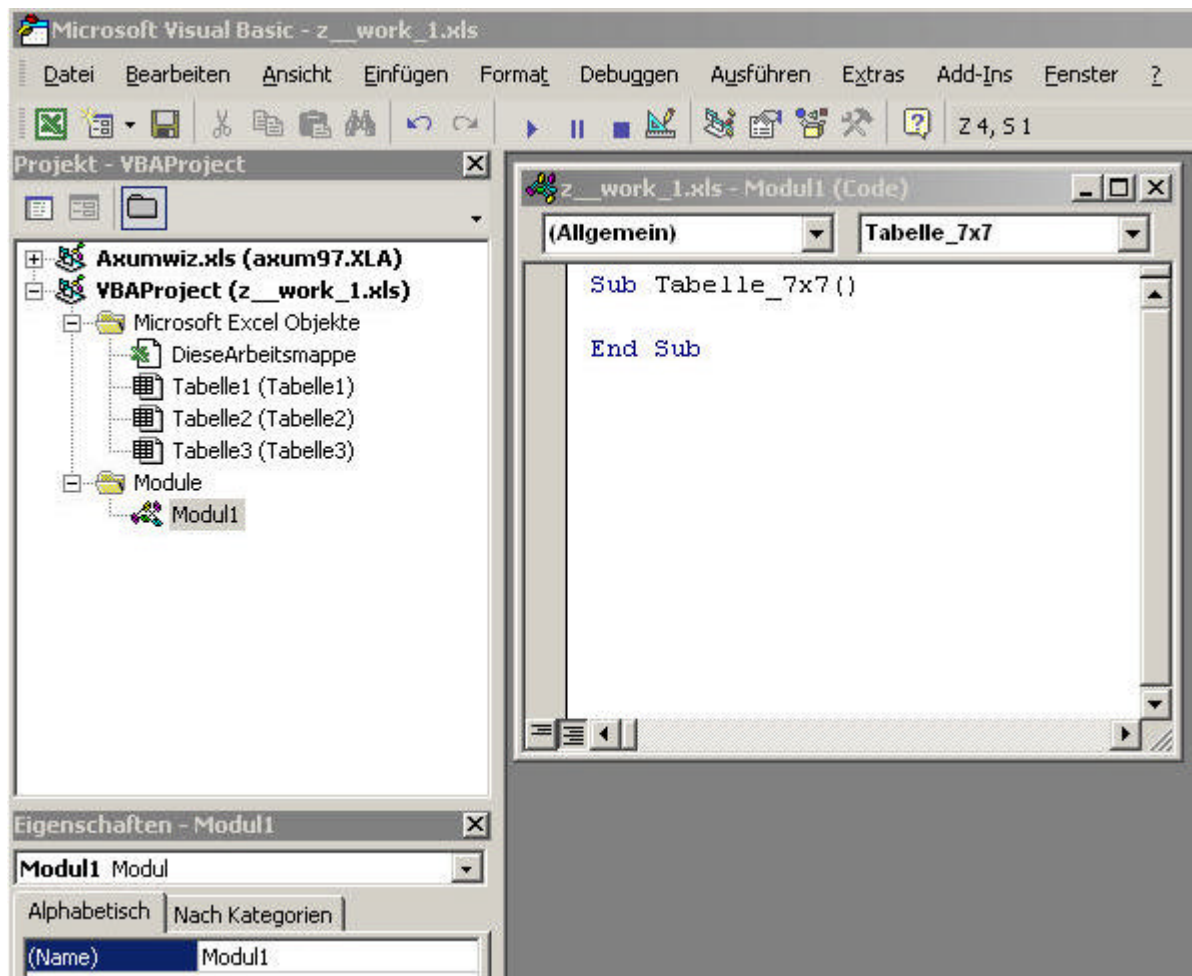 Microsoft Visual Basic - z__work_1.xls
Datei Bearbeiten Ansicht Einfügen Format Debuggen Ausführen Extras Add-Ins Fenster ?
Z 4, S 1
Projekt - VBAProject
Axumwiz.xls (axum97.XLA)
VBAProject (z__work_1.xls)
Microsoft Excel Objekte
DieseArbeitsmappe
Tabelle1 (Tabelle1)
Tabelle2 (Tabelle2)
Tabelle3 (Tabelle3)
Module
Modul1
Eigenschaften - Modul1
Modul1 Modul
Alphabetisch Nach Kategorien
(Name) Modul1
z__work_1.xls - Modul1 (Code)
(Allgemein) Tabelle_7x7
Sub Tabelle_7x7()
End Sub